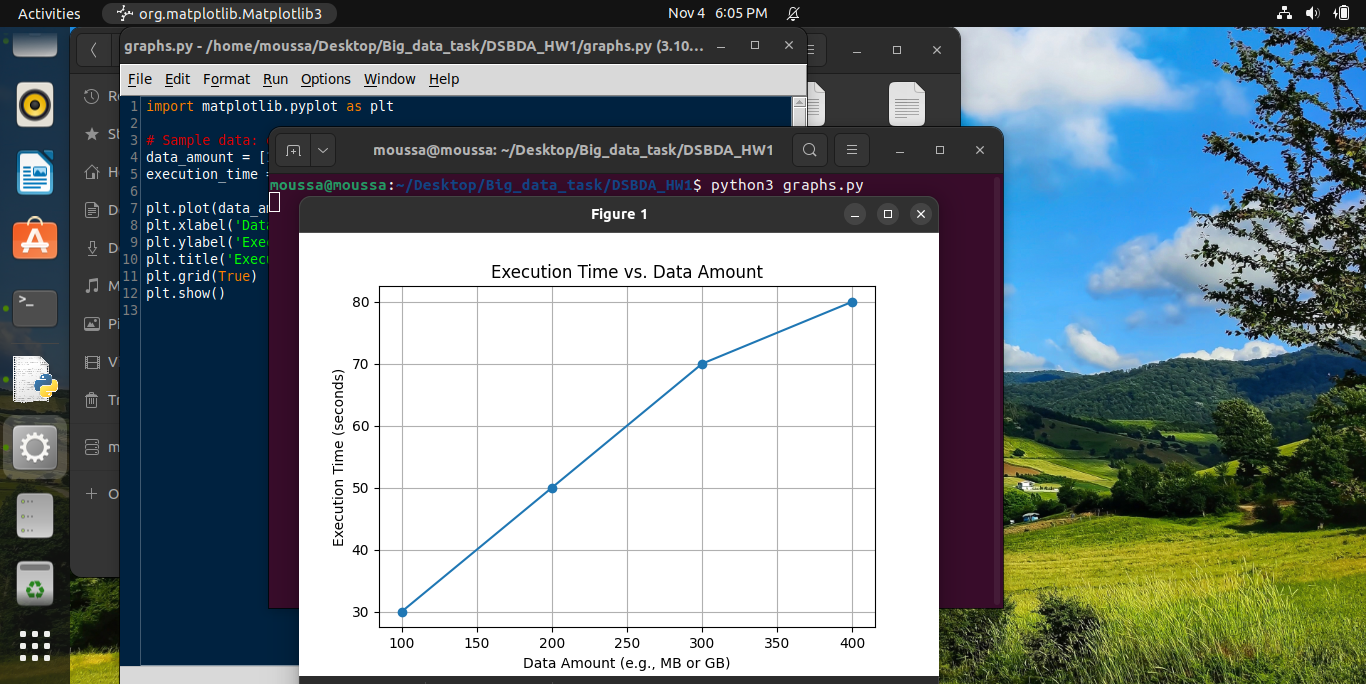 Activities
org.matplotlib.Matplotlib3
Nov 4 6:05 PM
graphs.py - /home/moussa/Desktop/Big_data_task/DSBDA_HW1/graphs.py (3.10...
File Edit Format Run Options Window Help
1 import matplotlib.pyplot as plt
2
3 # Sample data:
4 data_amount = [
5 execution_time =
6
7 plt.plot(data_a
8 plt.xlabel('Data
9 plt.ylabel('Exe
10 plt.title('Execu
11 plt.grid(True)
12 plt.show()
13
moussa@moussa: ~/Desktop/Big_data_task/DSBDA_HW1
moussa@moussa:~/Desktop/Big_data_task/DSBDA_HW1$ python3 graphs.py
Figure 1
Execution Time vs. Data Amount
80
70
60
50
40
30
Execution Time (seconds)
100 150 200 250 300 350 400
Data Amount (e.g., MB or GB)